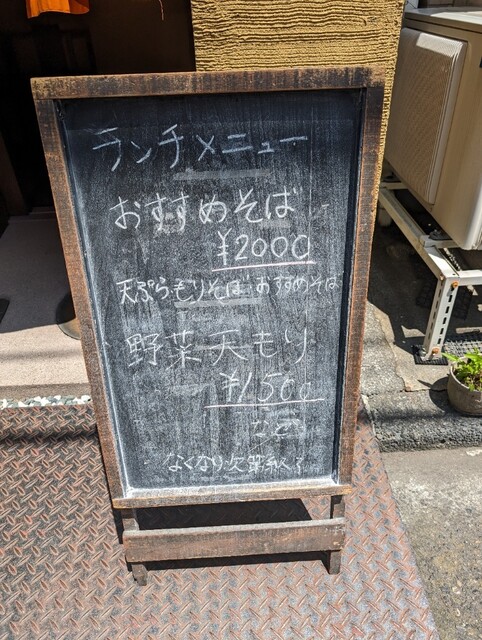 ランチメニュー
おすすめそば
¥2000
天ぷらもりそば おすすめそば
野菜天もり
¥1500
など
なくなり次第終了